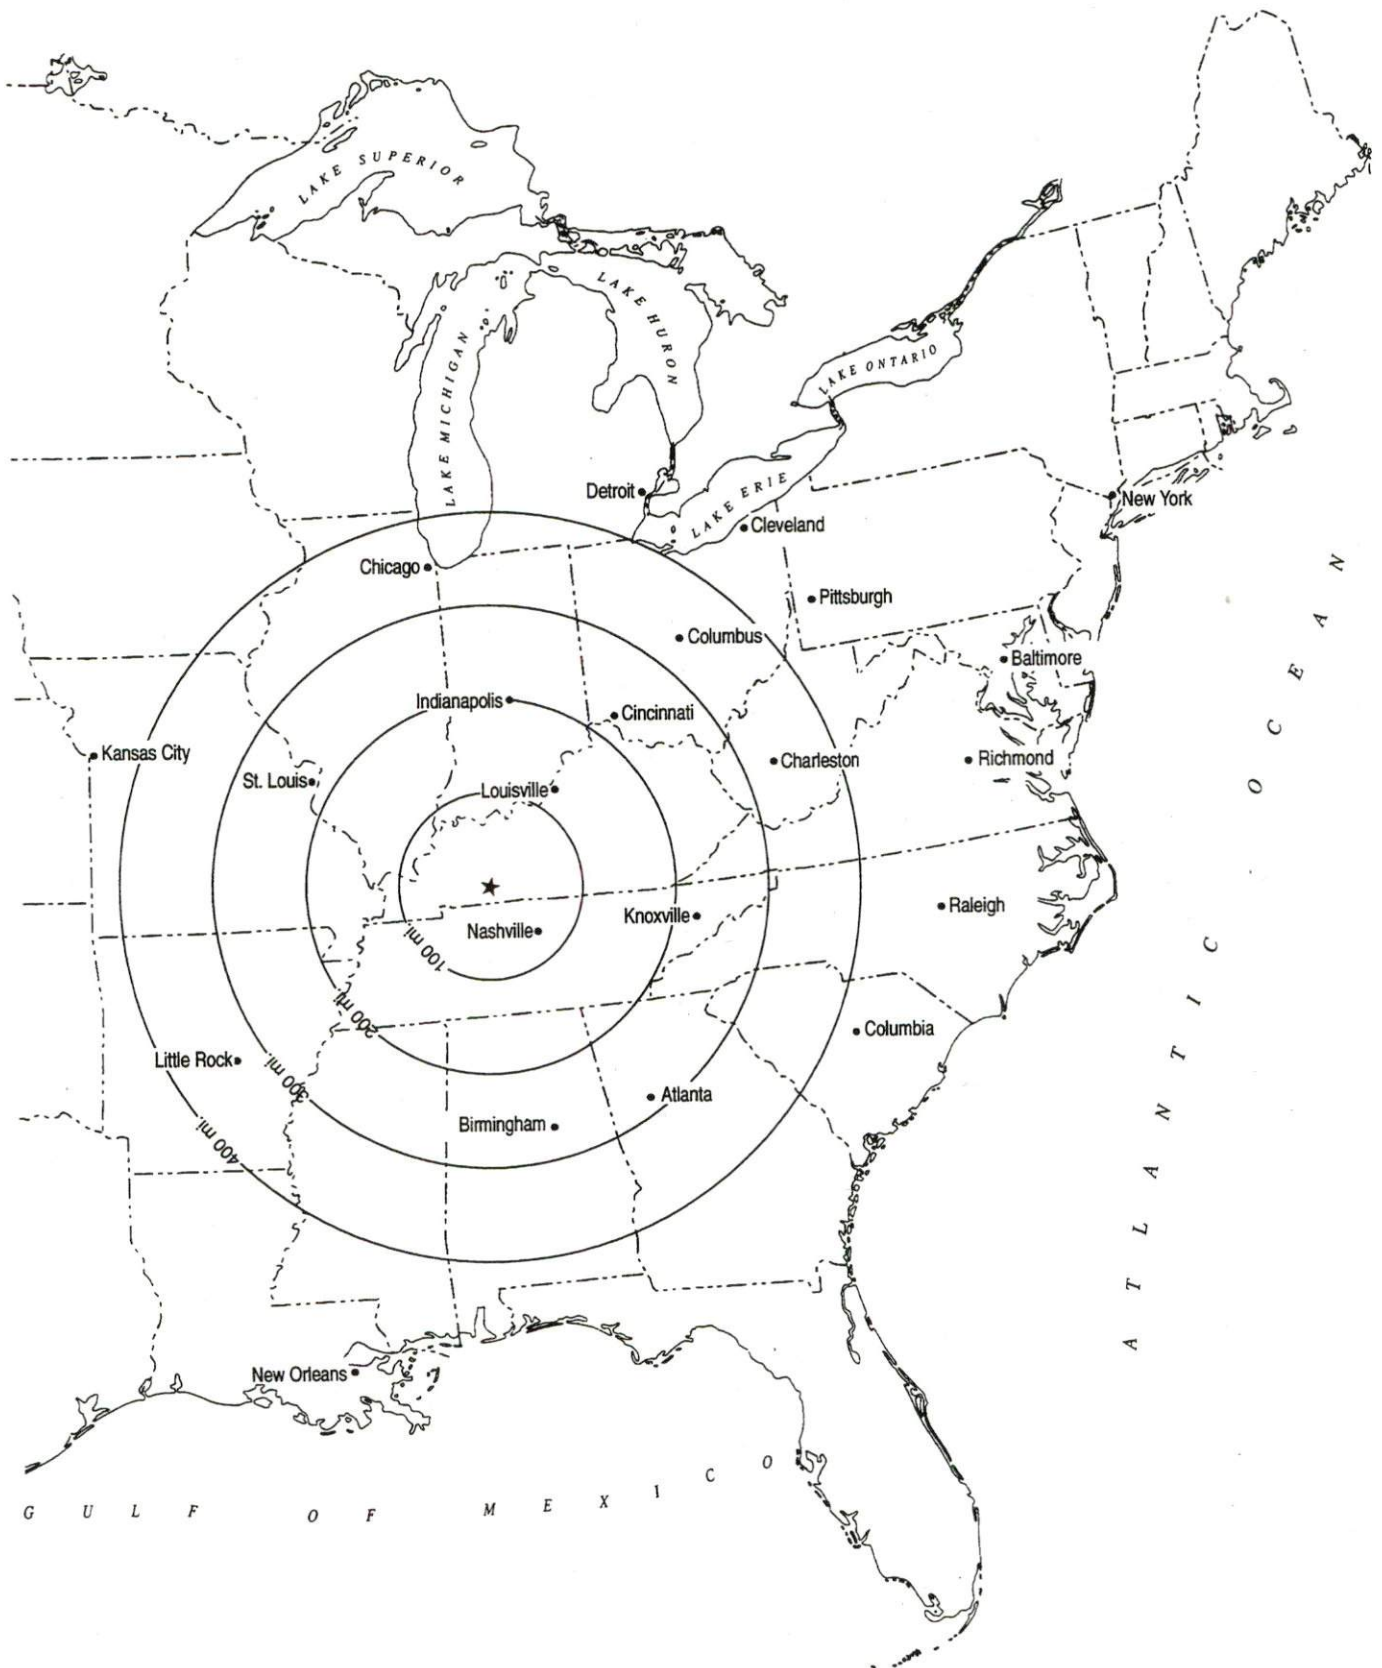 LAKE SUPERIOR
LAKE HURON
LAKE MICHIGAN
LAKE ONTARIO
LAKE ERIE
Detroit
New York
Cleveland
Chicago
Pittsburgh
Columbus
Baltimore
Indianapolis
Cincinnati
Kansas City
Charleston
Richmond
St. Louis
Louisville
Knoxville
Raleigh
Nashville
100 mi.
200 mi.
Columbia
Little Rock
300 mi.
Atlanta
Birmingham
400 mi.
New Orleans
ATLANTIC OCEAN
GULF OF MEXICO